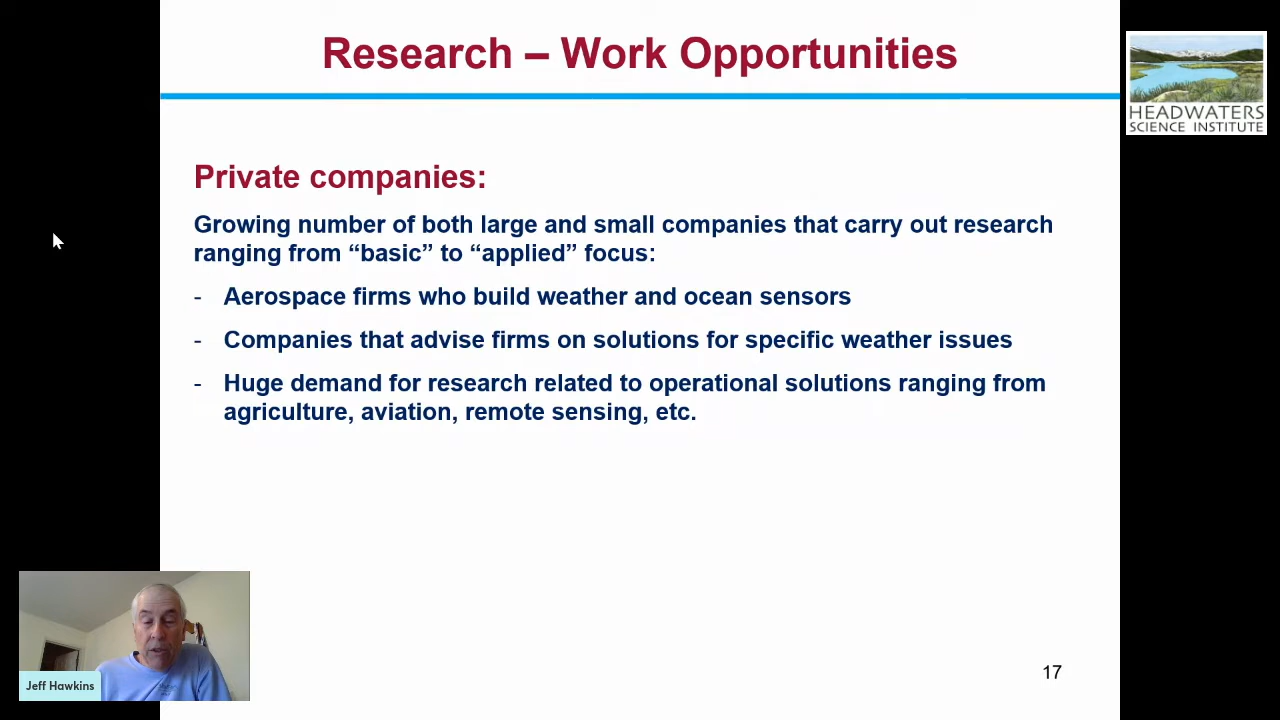 Research – Work Opportunities
HEADWATERS
SCIENCE INSTITUTE
Private companies:
Growing number of both large and small companies that carry out research
ranging from “basic” to “applied” focus:
- Aerospace firms who build weather and ocean sensors
- Companies that advise firms on solutions for specific weather issues
- Huge demand for research related to operational solutions ranging from
agriculture, aviation, remote sensing, etc.
Jeff Hawkins
17